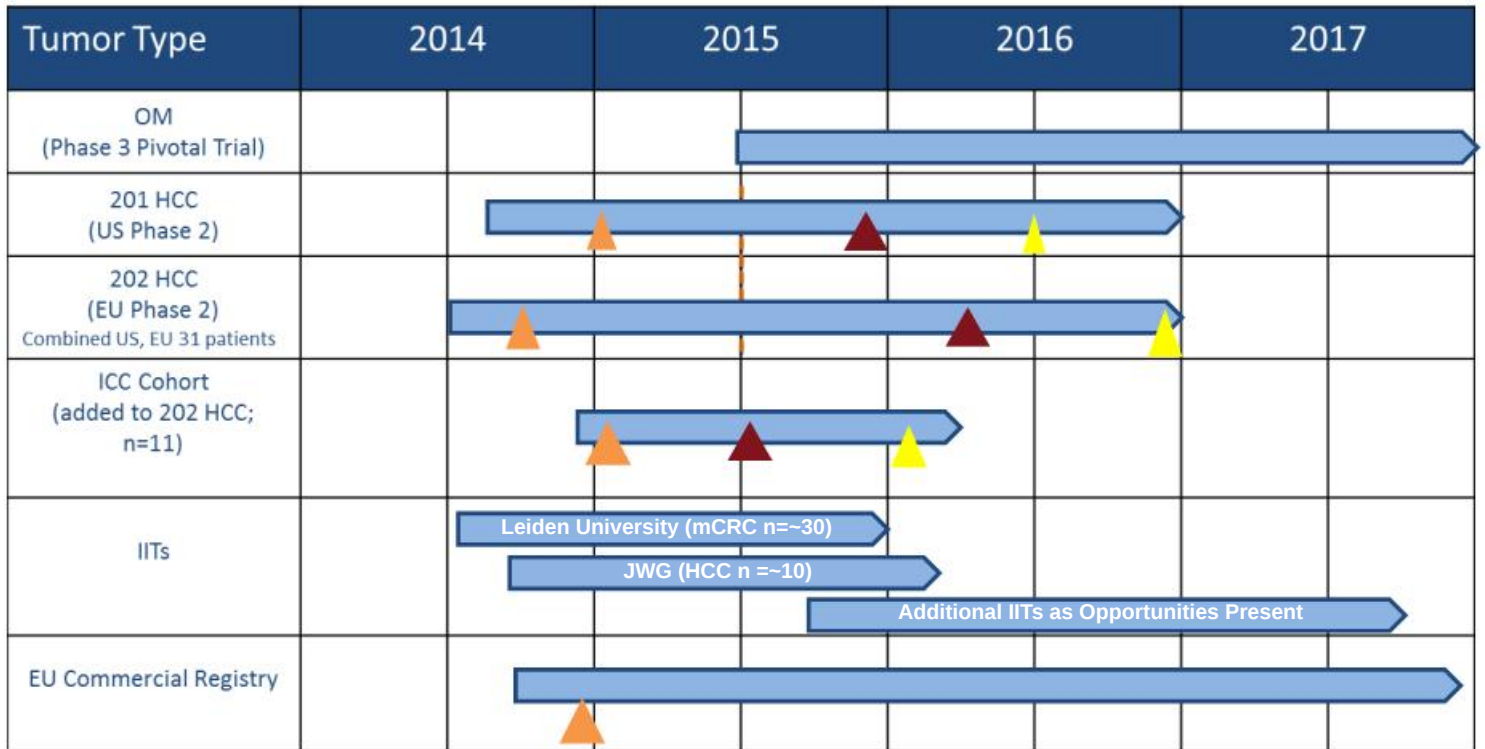 Tumor Type 2014 2015 2016 2017
OM
(Phase 3 Pivotal Trial)
201 HCC
(US Phase 2)
202 HCC
(EU Phase 2)
Combined US, EU 31 patients
ICC Cohort
(added to 202 HCC;
n=11)
IITs
Leiden University (mCRC n=~30)
JWG (HCC n =~10)
Additional IITs as Opportunities Present
EU Commercial Registry